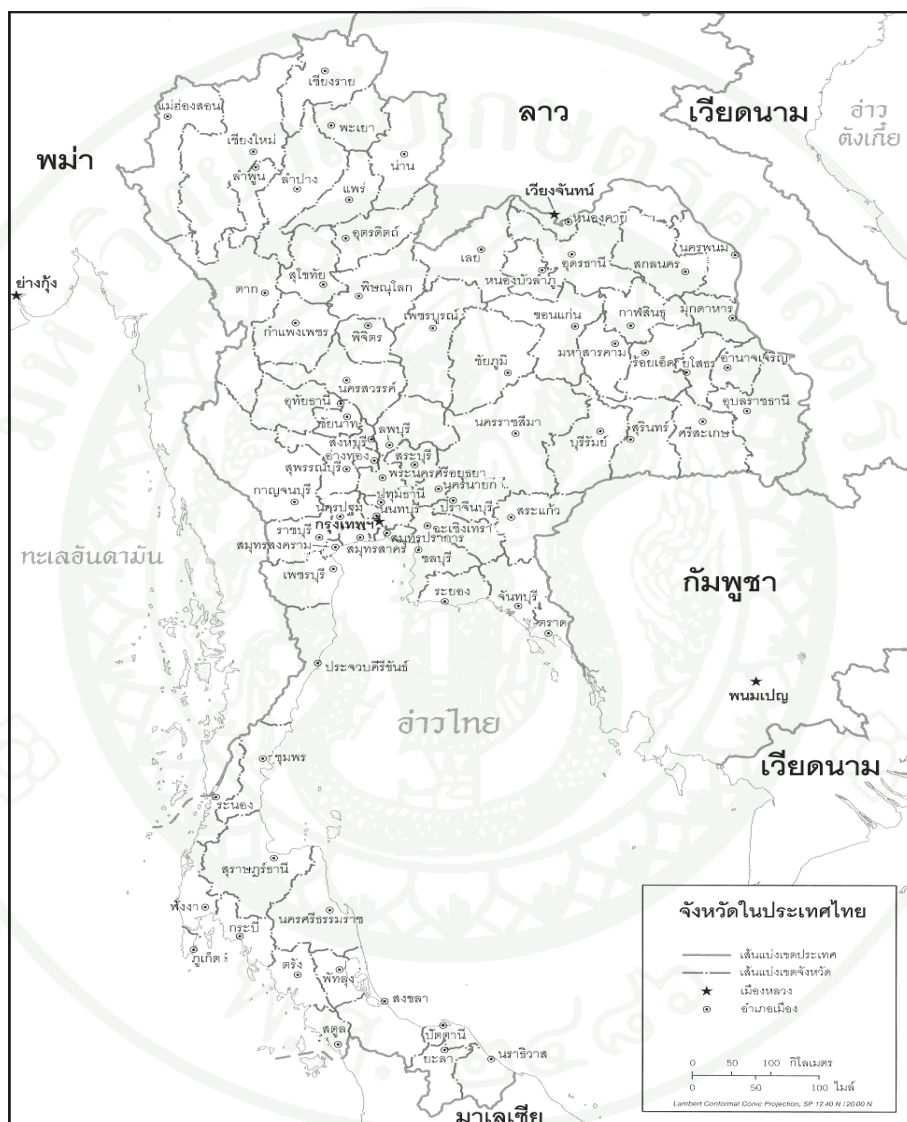 เชียงราย
แม่ฮ่องสอน
พะเยา
ลาว
เวียดนาม
อ่าว
ตังเกี๋ย
เชียงใหม่
น่าน
พม่า
ลำพูน
ลำปาง
แพร่
เวียงจันทน์
หนองคาย
อุตรดิตถ์
เลย
อุดรธานี
นครพนม
สกลนคร
หนองบัวลำภู
ย่างกุ้ง
ตาก
สุโขทัย
พิษณุโลก
เพชรบูรณ์
ขอนแก่น
กาฬสินธุ์
มุกดาหาร
กำแพงเพชร
พิจิตร
ชัยภูมิ
มหาสารคาม
ร้อยเอ็ด
ยโสธร
อำนาจเจริญ
นครสวรรค์
อุทัยธานี
ชัยนาท
อุบลราชธานี
ลพบุรี
นครราชสีมา
บุรีรัมย์
สุรินทร์
ศรีสะเกษ
สิงห์บุรี
อ่างทอง
สระบุรี
สุพรรณบุรี
พระนครศรีอยุธยา
กาญจนบุรี
นครนายก
ปทุมธานี
ปราจีนบุรี
สระแก้ว
นครปฐม
นนทบุรี
กรุงเทพฯ
ฉะเชิงเทรา
ราชบุรี
สมุทรปราการ
สมุทรสงคราม
สมุทรสาคร
ชลบุรี
ทะเลอันดามัน
เพชรบุรี
กัมพูชา
ระยอง
จันทบุรี
ตราด
ประจวบคีรีขันธ์
พนมเปญ
อ่าวไทย
ชุมพร
เวียดนาม
ระนอง
สุราษฎร์ธานี
พังงา
นครศรีธรรมราช
กระบี่
ภูเก็ต
ตรัง
พัทลุง
สงขลา
สตูล
ปัตตานี
ยะลา
นราธิวาส
มาเลเซีย
จังหวัดในประเทศไทย
เส้นแบ่งเขตประเทศ
เส้นแบ่งเขตจังหวัด
เมืองหลวง
อำเภอเมือง
0 50 100 กิโลเมตร
0 50 100 ไมล์
Lambert Conformal Conic Projection, SP 12 40 N / 20 00 N